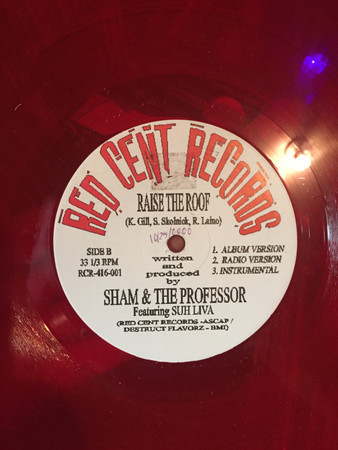 RED CENT RECORDS
RAISE THE ROOF
(K. Gill, S. Skolnick, R. Laino)
SIDE B
33 1/3 RPM
RCR-416-001
written
and
produced
by
1. ALBUM VERSION
2. RADIO VERSION
3. INSTRUMENTAL
SHAM & THE PROFESSOR
Featuring SUH LIVA
(RED CENT RECORDS -ASCAP /
DESTRUCT FLAVORZ - BMI)